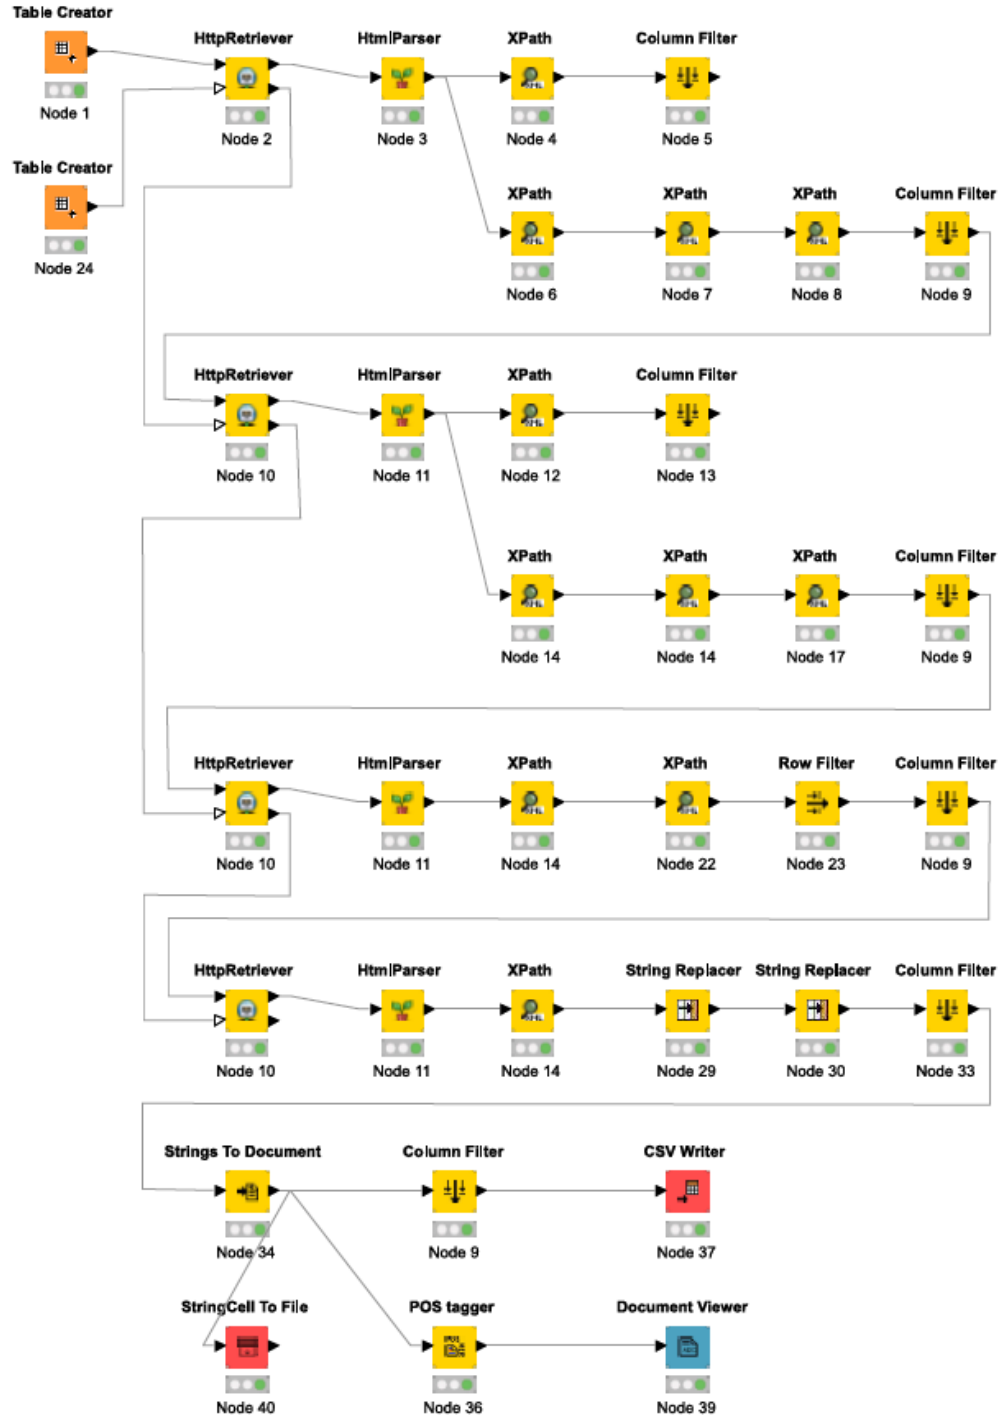 Table Creator
HttpRetriever
HtmlParser
XPath
Column Filter
Node 1
Node 2
Node 3
Node 4
Node 5
Table Creator
XPath
XPath
XPath
Column Filter
Node 24
Node 6
Node 7
Node 8
Node 9
HttpRetriever
HtmlParser
XPath
Column Filter
Node 10
Node 11
Node 12
Node 13
XPath
XPath
XPath
Column Filter
Node 14
Node 14
Node 17
Node 9
HttpRetriever
HtmlParser
XPath
XPath
Row Filter
Column Filter
Node 10
Node 11
Node 14
Node 22
Node 23
Node 9
HttpRetriever
HtmlParser
XPath
String Replacer
String Replacer
Column Filter
Node 10
Node 11
Node 14
Node 29
Node 30
Node 33
Strings To Document
Column Filter
CSV Writer
Node 34
Node 9
Node 37
StringCell To File
POS tagger
Document Viewer
Node 40
Node 36
Node 39